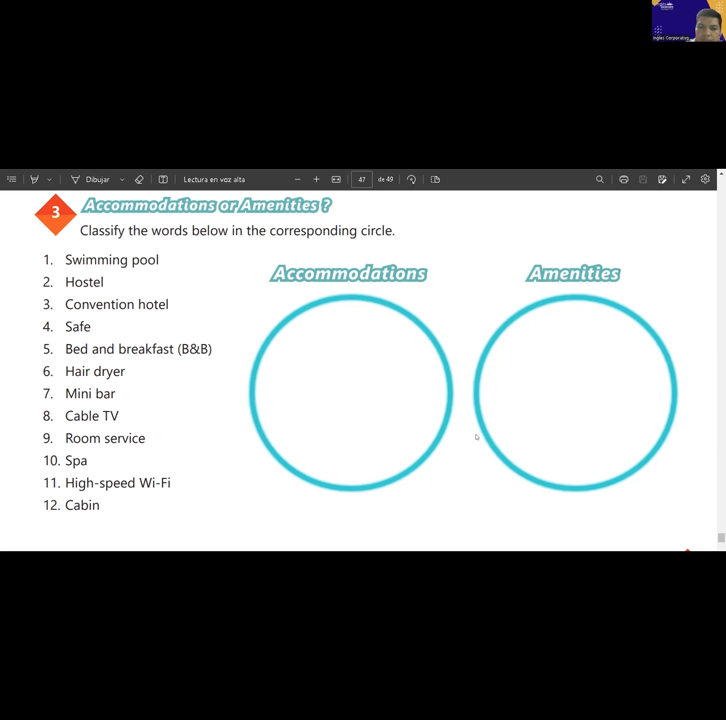 Ingles Corporativo
Dibujar
Lectura en voz alta
47
de 49
3
Accommodations or Amenities ?
Classify the words below in the corresponding circle.
1. Swimming pool
2. Hostel
3. Convention hotel
4. Safe
5. Bed and breakfast (B&B)
6. Hair dryer
7. Mini bar
8. Cable TV
9. Room service
10. Spa
11. High-speed Wi-Fi
12. Cabin
Accommodations
Amenities